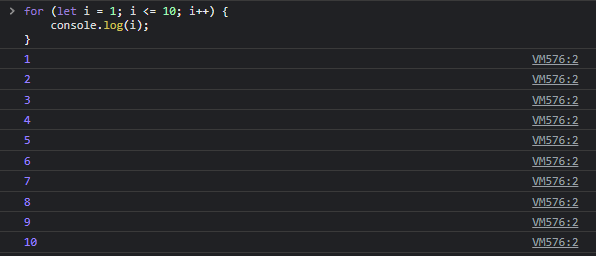 > for (let i = 1; i <= 10; i++) {
    console.log(i);
}
1 VM576:2
2 VM576:2
3 VM576:2
4 VM576:2
5 VM576:2
6 VM576:2
7 VM576:2
8 VM576:2
9 VM576:2
10 VM576:2